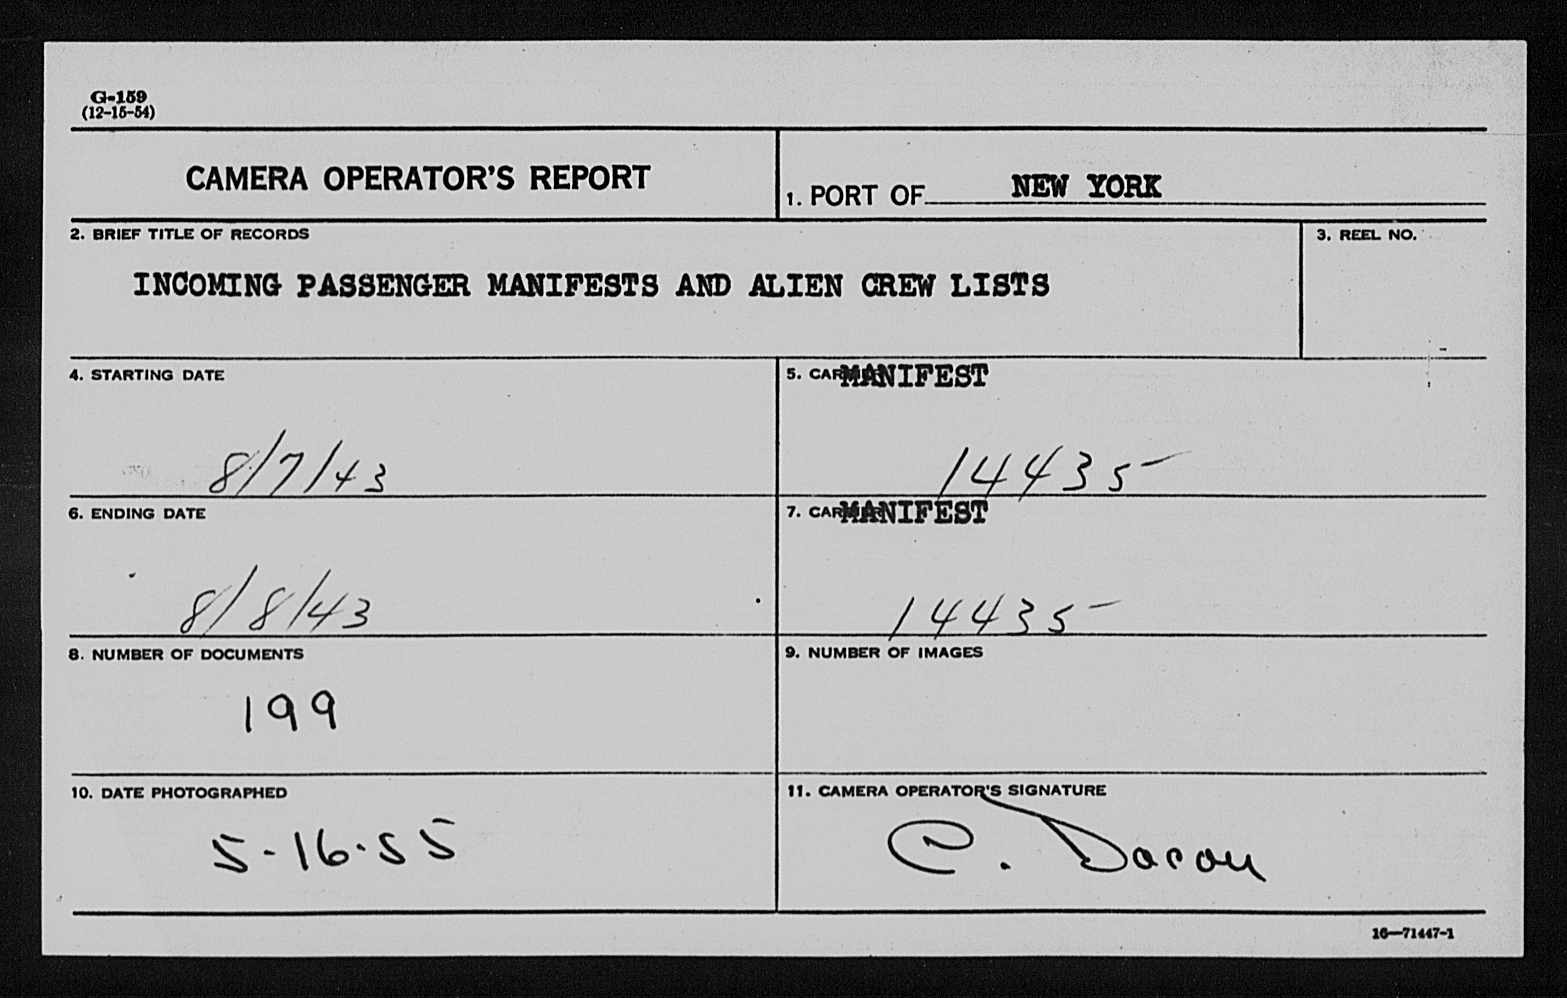 G-159
(12-15-54)
CAMERA OPERATOR'S REPORT
1. PORT OF NEW YORK
2. BRIEF TITLE OF RECORDS
INCOMING PASSENGER MANIFESTS AND ALIEN CREW LISTS
3. REEL NO.
4. STARTING DATE
8/7/43
5. CARRIER MANIFEST
14435
6. ENDING DATE
8/8/43
7. CARRIER MANIFEST
14435
8. NUMBER OF DOCUMENTS
199
9. NUMBER OF IMAGES
10. DATE PHOTOGRAPHED
5-16-55
11. CAMERA OPERATOR'S SIGNATURE
C.
16—71447-1